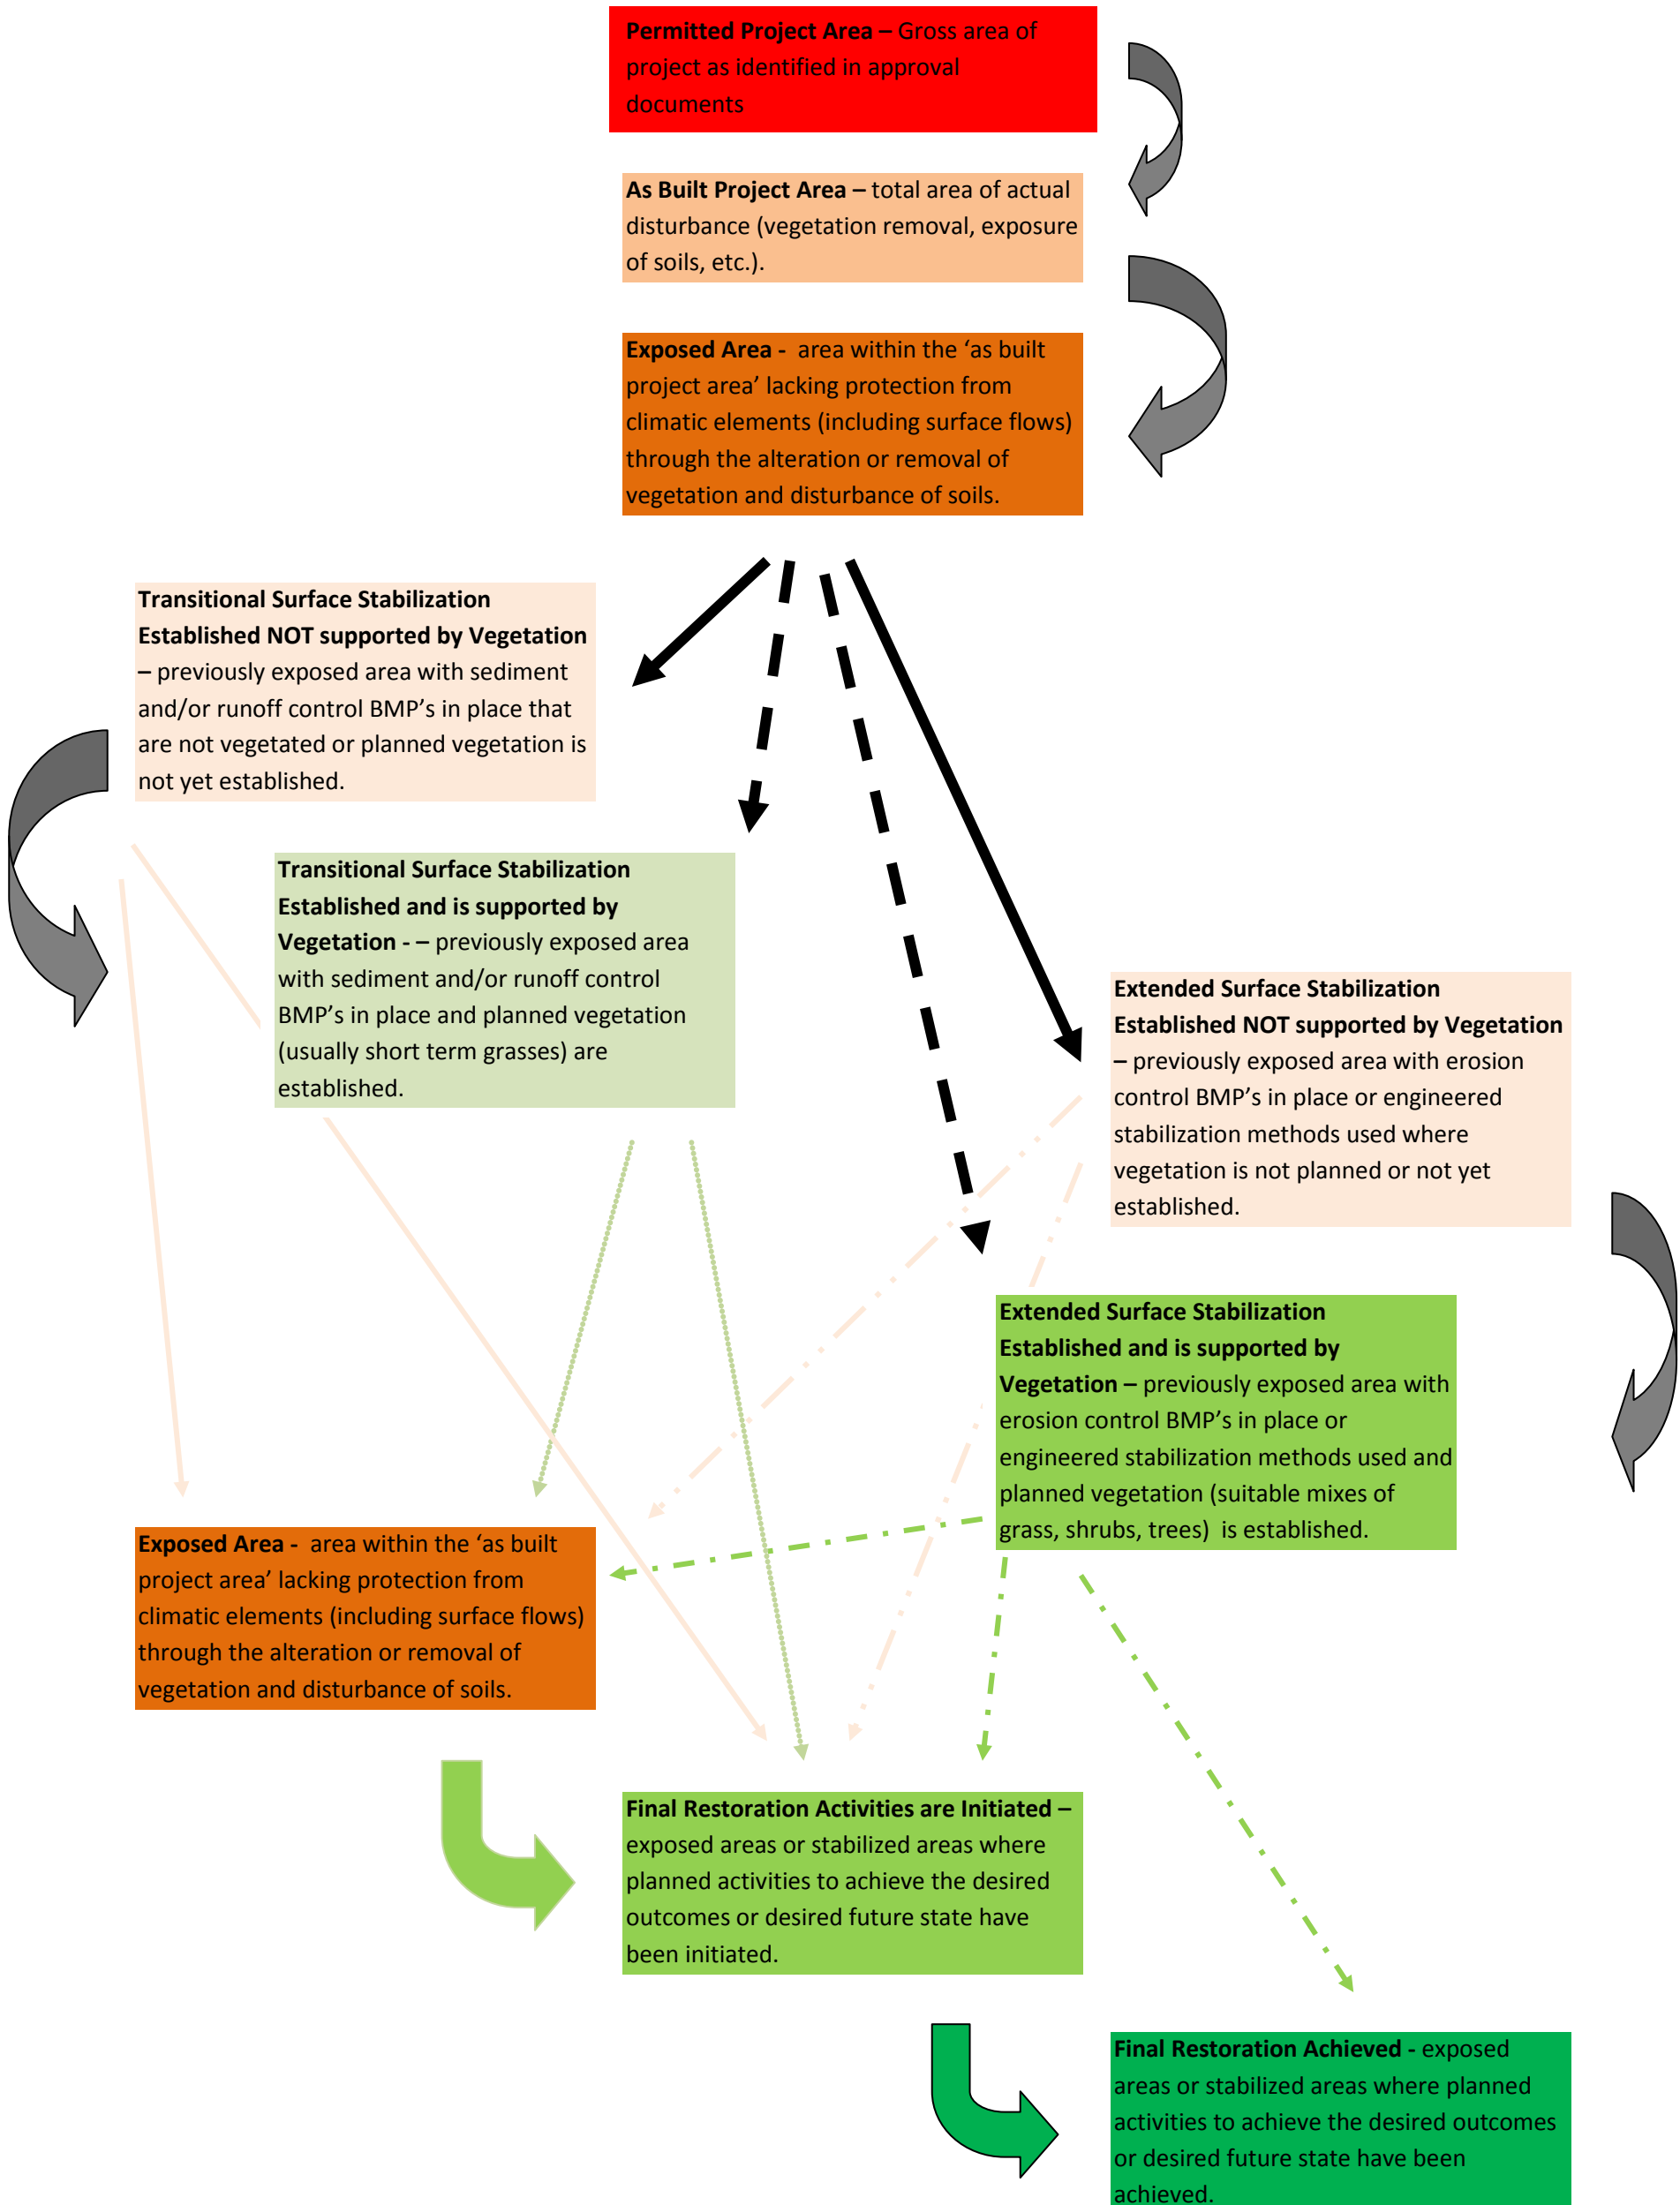 Permitted Project Area – Gross area of
project as identified in approval
documents
As Built Project Area – total area of actual
disturbance (vegetation removal, exposure
of soils, etc.).
Exposed Area -  area within the ‘as built
project area’ lacking protection from
climatic elements (including surface flows)
through the alteration or removal of
vegetation and disturbance of soils.
Transitional Surface Stabilization
Established NOT supported by Vegetation
– previously exposed area with sediment
and/or runoff control BMP’s in place that
are not vegetated or planned vegetation is
not yet established.
Transitional Surface Stabilization
Established and is supported by
Vegetation - – previously exposed area
with sediment and/or runoff control
BMP’s in place and planned vegetation
(usually short term grasses) are
established.
Extended Surface Stabilization
Established NOT supported by Vegetation
– previously exposed area with erosion
control BMP’s in place or engineered
stabilization methods used where
vegetation is not planned or not yet
established.
Extended Surface Stabilization
Established and is supported by
Vegetation – previously exposed area with
erosion control BMP’s in place or
engineered stabilization methods used and
planned vegetation (suitable mixes of
grass, shrubs, trees)  is established.
Exposed Area -  area within the ‘as built
project area’ lacking protection from
climatic elements (including surface flows)
through the alteration or removal of
vegetation and disturbance of soils.
Final Restoration Activities are Initiated –
exposed areas or stabilized areas where
planned activities to achieve the desired
outcomes or desired future state have
been initiated.
Final Restoration Achieved - exposed
areas or stabilized areas where planned
activities to achieve the desired outcomes
or desired future state have been
achieved.